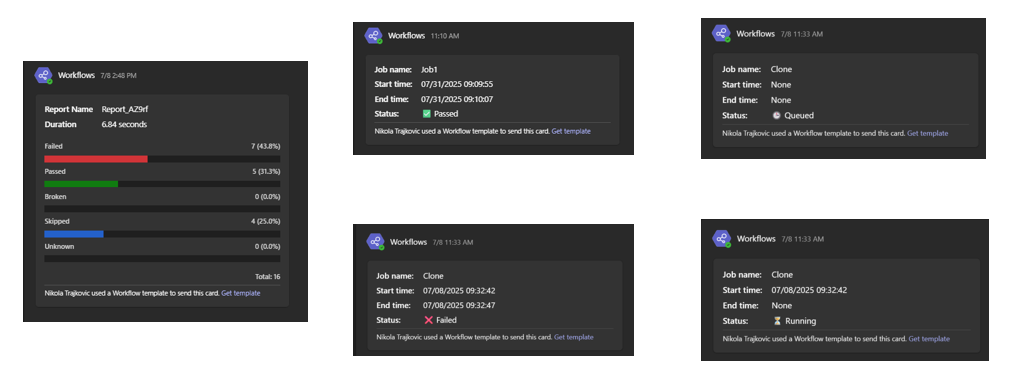 Workflows 7/8 2:48 PM
Report Name Report_AZ9rf
Duration 6.84 seconds
Failed 7 (43.8%)
Passed 5 (31.3%)
Broken 0 (0.0%)
Skipped 4 (25.0%)
Unknown 0 (0.0%)
Total: 16
Nikola Trajkovic used a Workflow template to send this card. Get template
Workflows 11:10 AM
Job name: Job1
Start time: 07/31/2025 09:09:55
End time: 07/31/2025 09:10:07
Status: ✅ Passed
Nikola Trajkovic used a Workflow template to send this card. Get template
Workflows 7/8 11:33 AM
Job name: Clone
Start time: None
End time: None
Status: 🕒 Queued
Nikola Trajkovic used a Workflow template to send this card. Get template
Workflows 7/8 11:33 AM
Job name: Clone
Start time: 07/08/2025 09:32:42
End time: 07/08/2025 09:32:47
Status: ❌ Failed
Nikola Trajkovic used a Workflow template to send this card. Get template
Workflows 7/8 11:33 AM
Job name: Clone
Start time: 07/08/2025 09:32:42
End time: None
Status: ⏳ Running
Nikola Trajkovic used a Workflow template to send this card. Get template